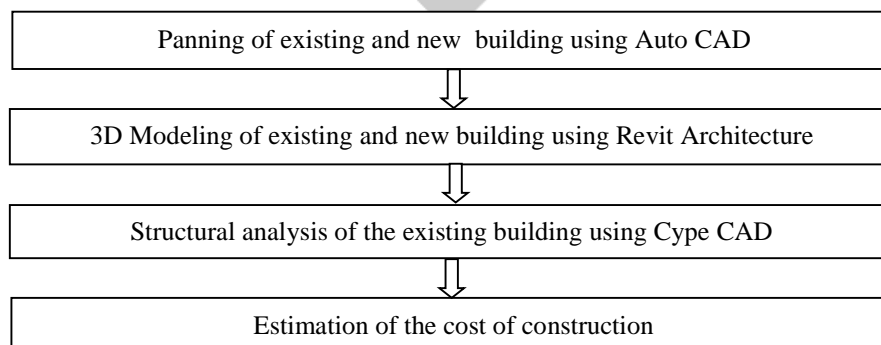 Panning of existing and new building using Auto CAD
3D Modeling of existing and new building using Revit Architecture
Structural analysis of the existing building using Cype CAD
Estimation of the cost of construction